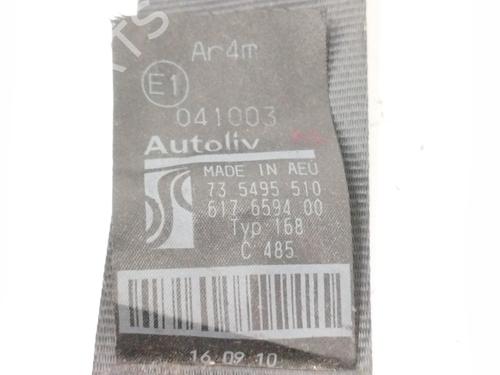 Ar4m
E1
041003
Autoliv
MADE IN AEU
73 5495 510
617 6594 00
Typ 168
C 485
16 09 10